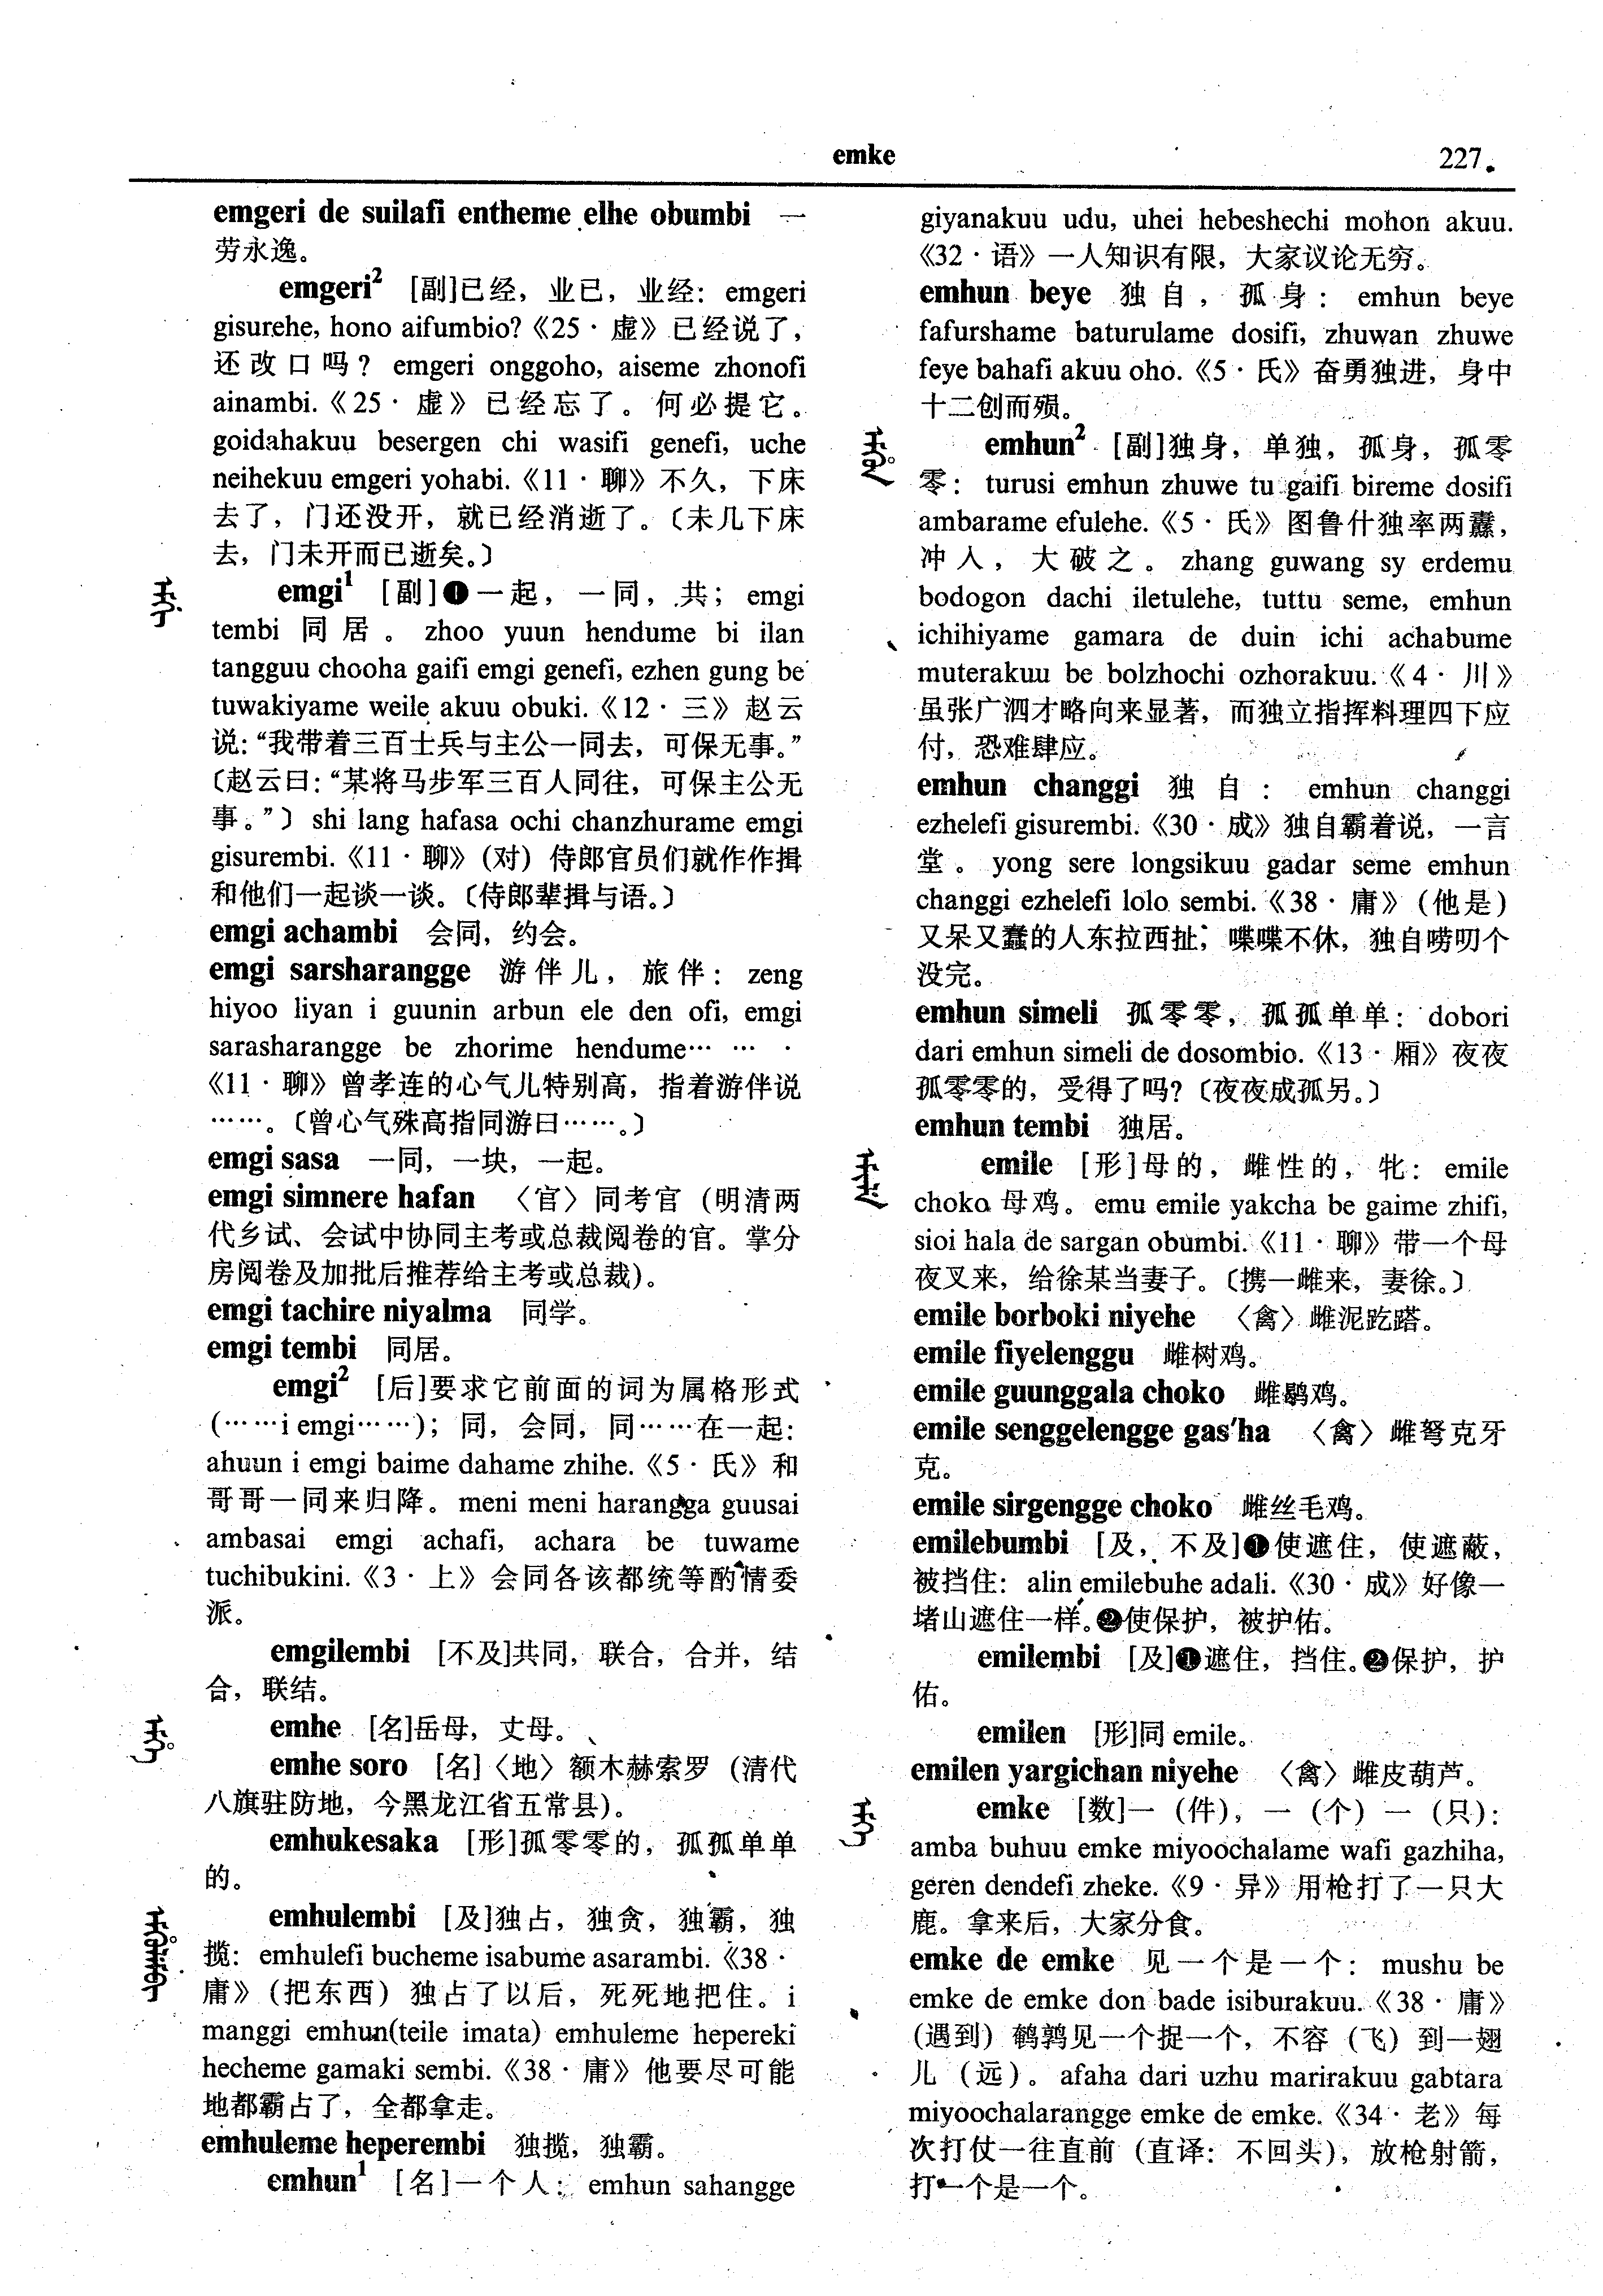 emke
227
emgeri de suilafi entheme elhe obumbi 一
劳永逸。
emgeri² [副]已经，业已，业经：emgeri
gisurehe, hono aifumbio?《25·虚》已经说了，
还改口吗？ emgeri onggoho, aiseme zhonofi
ainambi.《25·虚》已经忘了。何必提它。
goidahakuu besergen chi wasifi genefi, uche
neihekuu emgeri yohabi.《11·聊》不久，下床
去了，门还没开，就已经消逝了。〔未几下床
去，门未开而已逝矣。〕
emgi¹ [副]❶一起，一同，共；emgi
tembi 同居。zhoo yuun hendume bi ilan
tangguu chooha gaifi emgi genefi, ezhen gung be
tuwakiyame weile akuu obuki.《12·三》赵云
说：“我带着三百士兵与主公一同去，可保无事。”
〔赵云曰：“某将马步军三百人同往，可保主公无
事。”〕shi lang hafasa ochi chanzhurame emgi
gisurembi.《11·聊》(对) 侍郎官员们就作作揖
和他们一起谈一谈。〔侍郎辈揖与语。〕
emgi achambi 会同，约会。
emgi sarsharangge 游伴儿，旅伴：zeng
hiyoo liyan i guunin arbun ele den ofi, emgi
sarasharangge be zhorime hendume… … ·
《11·聊》曾孝连的心气儿特别高，指着游伴说
……。〔曾心气殊高指同游曰……。〕
emgi sasa 一同，一块，一起。
emgi simnere hafan 〈官〉同考官（明清两
代乡试、会试中协同主考或总裁阅卷的官。掌分
房阅卷及加批后推荐给主考或总裁）。
emgi tachire niyalma 同学。
emgi tembi 同居。
emgi² [后]要求它前面的词为属格形式
(……i emgi……)；同，会同，同……在一起：
ahuun i emgi baime dahame zhihe.《5·氏》和
哥哥一同来归降。meni meni harangga guusai
ambasai emgi achafi, achara be tuwame
tuchibukini.《3·上》会同各该都统等酌情委
派。
emgilembi [不及]共同，联合，合并，结
合，联结。
emhe [名]岳母，丈母。
emhe soro [名]〈地〉额木赫索罗（清代
八旗驻防地，今黑龙江省五常县）。
emhukesaka [形]孤零零的，孤孤单单
的。
emhulembi [及]独占，独贪，独霸，独
揽：emhulefi bucheme isabume asarambi.《38·
庸》（把东西）独占了以后，死死地把住。i
manggi emhun(teile imata) emhuleme hepereki
hecheme gamaki sembi.《38·庸》他要尽可能
地都霸占了，全都拿走。
emhuleme heperembi 独揽，独霸。
emhun¹ [名]一个人：emhun sahangge
giyanakuu udu, uhei hebeshechi mohon akuu.
《32·语》一人知识有限，大家议论无穷。
emhun beye 独自，孤身：emhun beye
fafurshame baturulame dosifi, zhuwan zhuwe
feye bahafi akuu oho.《5·氏》奋勇独进，身中
十二创而殒。
emhun² [副]独身，单独，孤身，孤零
零：turusi emhun zhuwe tu gaifi bireme dosifi
ambarame efulehe.《5·氏》图鲁什独率两纛，
冲人，大破之。zhang guwang sy erdemu
bodogon dachi iletulehe, tuttu seme, emhun
ichihiyame gamara de duin ichi achabume
muterakuu be bolzhochi ozhorakuu.《4·川》
虽张广泗才略向来显著，而独立指挥料理四下应
付，恐难肆应。
emhun changgi 独自：emhun changgi
ezhelefi gisurembi.《30·成》独自霸着说，一言
堂。yong sere longsikuu gadar seme emhun
changgi ezhelefi lolo sembi.《38·庸》（他是）
又呆又蠢的人东拉西扯；喋喋不休，独自唠叨个
没完。
emhun simeli 孤零零，孤孤单单：dobori
dari emhun simeli de dosombio.《13·厢》夜夜
孤零零的，受得了吗？〔夜夜成孤另。〕
emhun tembi 独居。
emile [形]母的，雌性的，牝：emile
choko 母鸡。emu emile yakcha be gaime zhifi,
sioi hala de sargan obumbi.《11·聊》带一个母
夜叉来，给徐某当妻子。〔携一雌来，妻徐。〕
emile borboki niyehe 〈禽〉雌泥趷蹹。
emile fiyelenggu 雌树鸡。
emile guunggala choko 雌鹖鸡。
emile senggelengge gas'ha 〈禽〉雌弩克牙
克。
emile sirgengge choko 雌丝毛鸡。
emilebumbi [及，不及]❶使遮住，使遮蔽，
被挡住：alin emilebuhe adali.《30·成》好像一
堵山遮住一样。❷使保护，被护佑。
emilembi [及]❶遮住，挡住。❷保护，护
佑。
emilen [形]同 emile。
emilen yargichan niyehe 〈禽〉雌皮葫芦。
emke [数]一（件），一（个）一（只）：
amba buhuu emke miyoochalame wafi gazhiha,
geren dendefi zheke.《9·异》用枪打了一只大
鹿。拿来后，大家分食。
emke de emke 见一个是一个：mushu be
emke de emke don bade isiburakuu.《38·庸》
(遇到) 鹌鹑见一个捉一个，不容（飞）到一翅
儿（远）。afaha dari uzhu marirakuu gabtara
miyoochalarangge emke de emke.《34·老》每
次打仗一往直前（直译：不回头），放枪射箭，
打一个是一个。